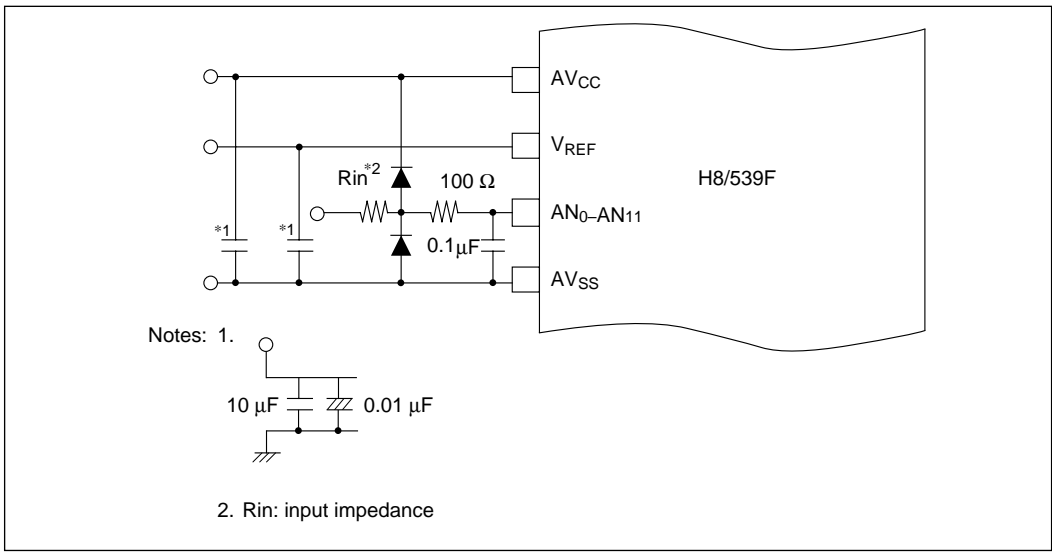 AVCC
VREF
Rin*2
100 Ω
H8/539F
AN0–AN11
*1
*1
0.1µF
AVSS
Notes: 1.
10 µF
0.01 µF
2. Rin: input impedance